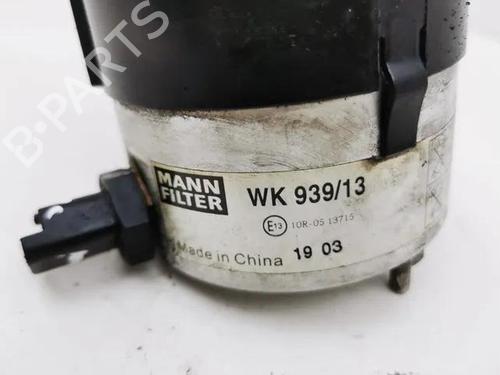 B-PARTS
MANN
FILTER
WK 939/13
E13 10R-05 13715
Made in China 19 03